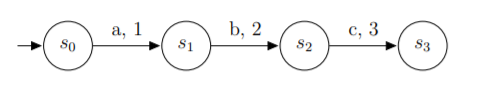 a, 1 b, 2 c, 3
s0 s1 s2 s3